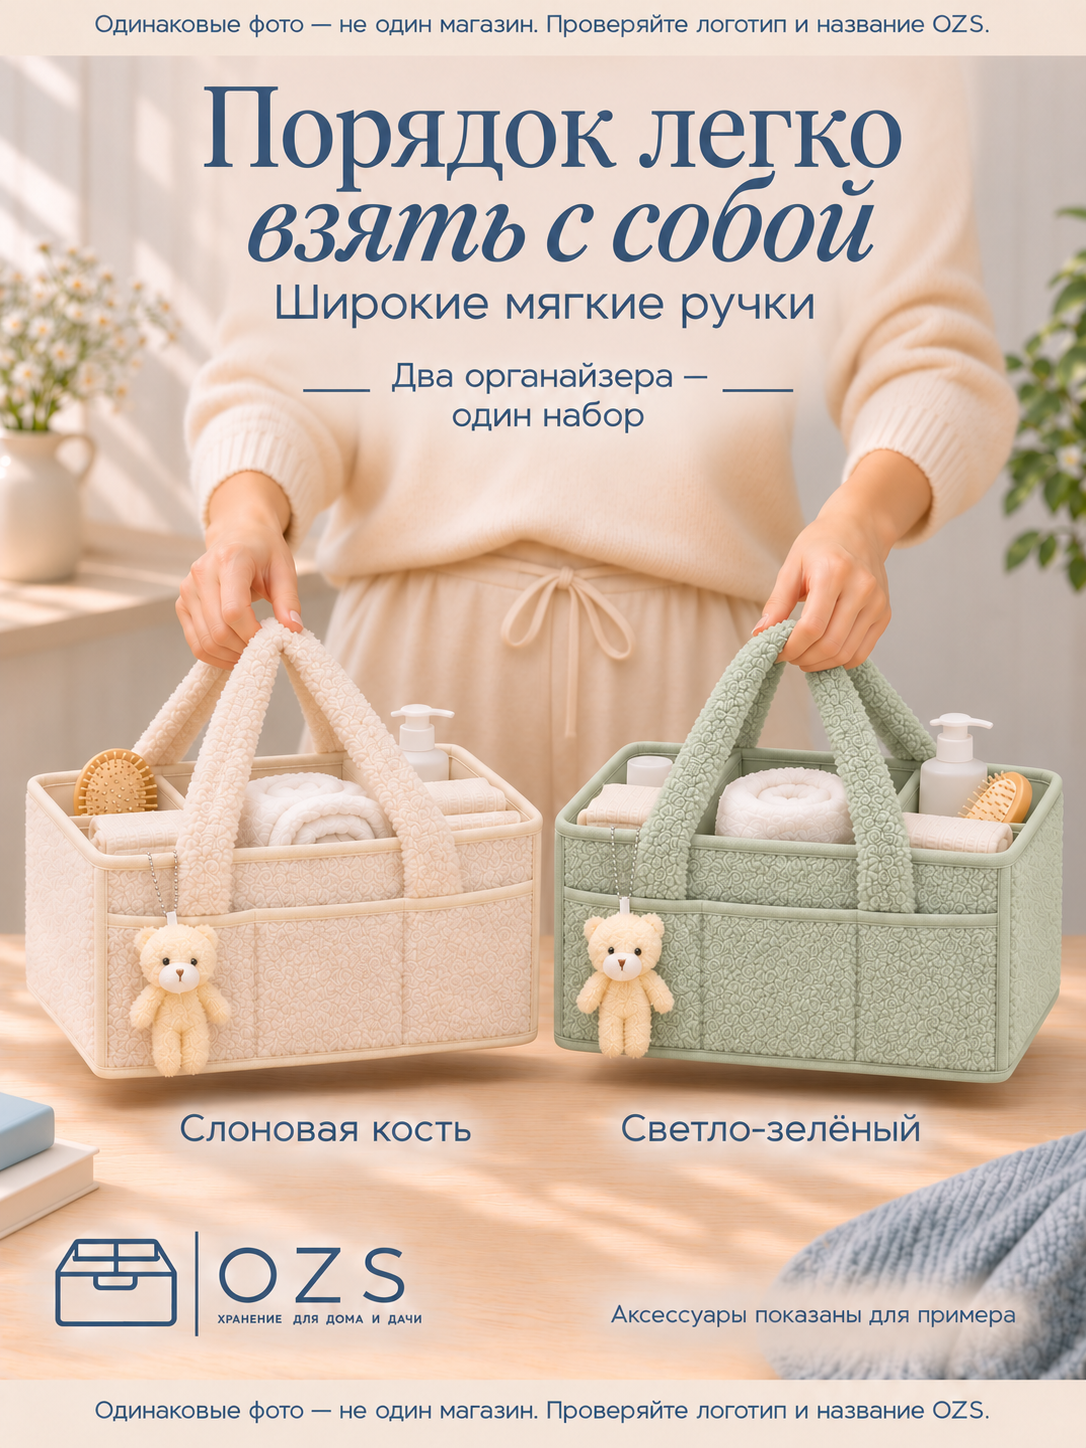 Одинаковые фото — не один магазин. Проверяйте логотип и название OZS.
Порядок легко
взять с собой
Широкие мягкие ручки
Два органайзера —
один набор
Слоновая кость
Светло-зелёный
OZS
ХРАНЕНИЕ ДЛЯ ДОМА И ДАЧИ
Аксессуары показаны для примера
Одинаковые фото — не один магазин. Проверяйте логотип и название OZS.